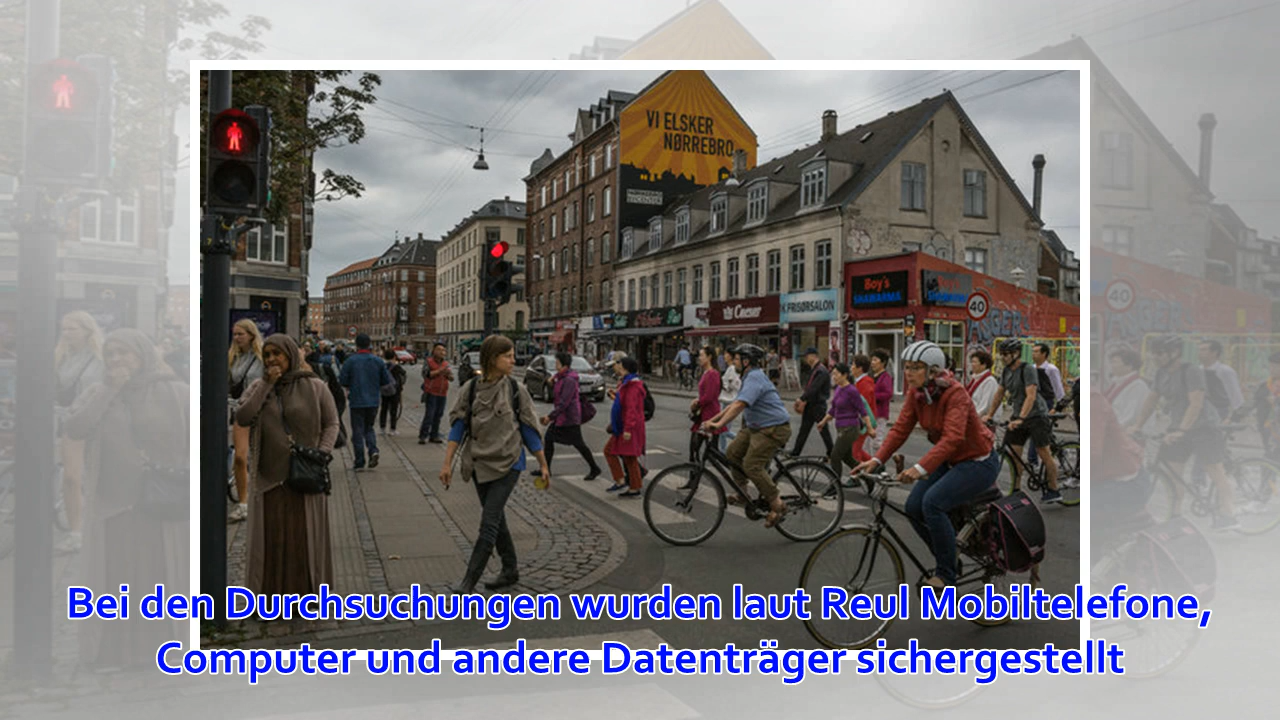 VI ELSKER
NØRREBRO
Boy's
SHAWARMA
40
FRISØRSALON
Bei den Durchsuchungen wurden laut Reul Mobiltelefone,
Computer und andere Datenträger sichergestellt